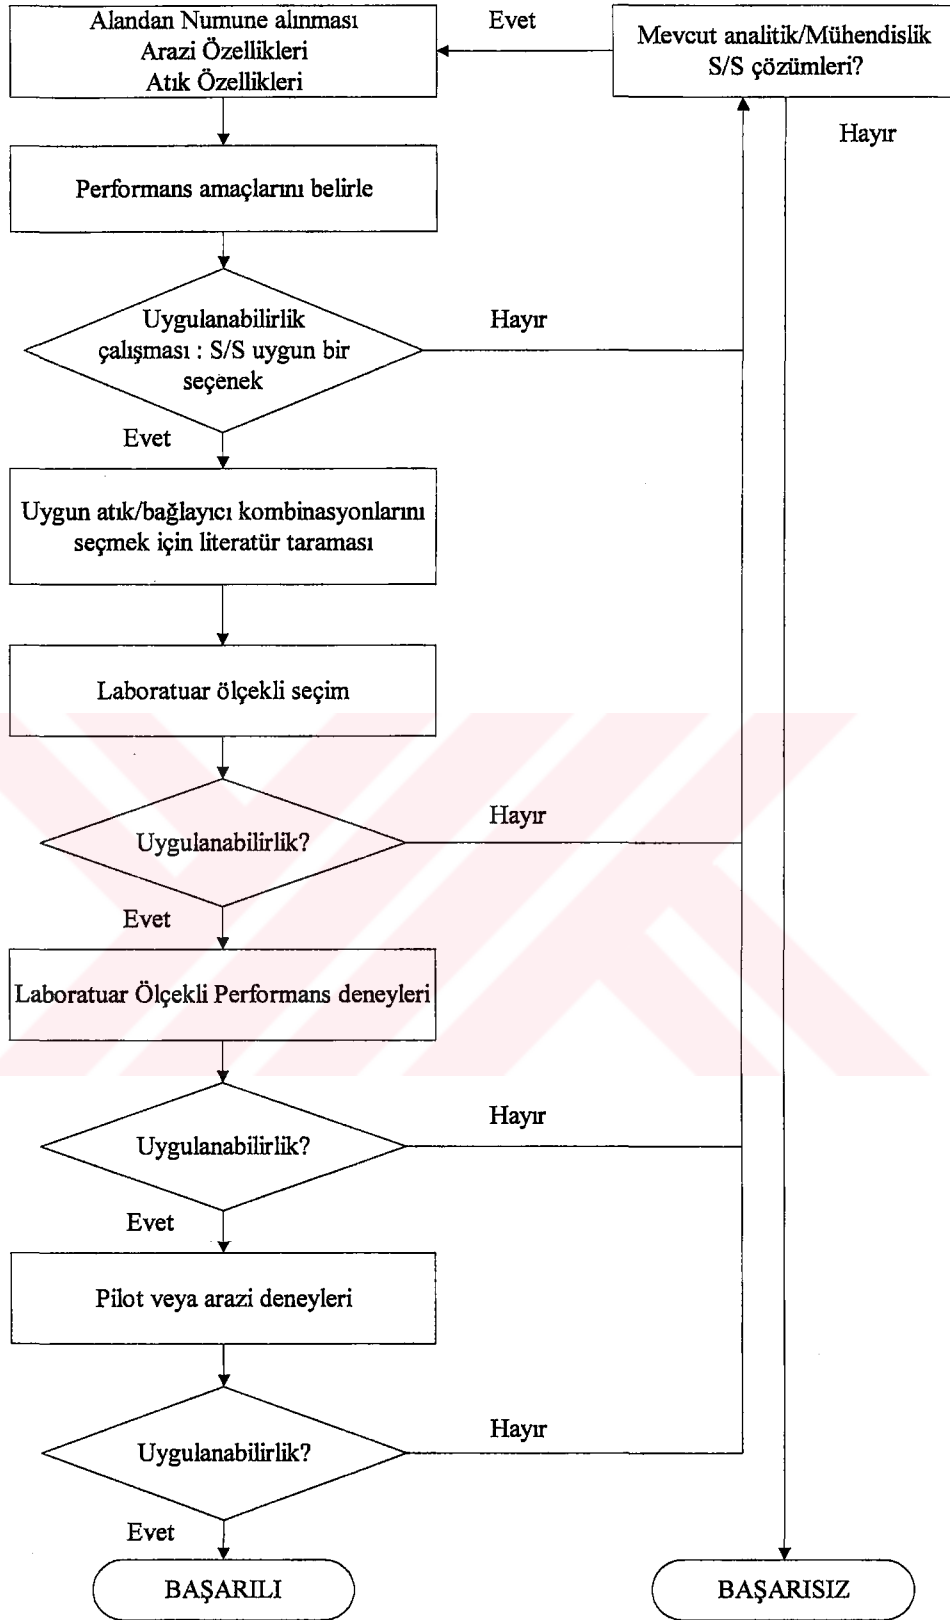 Alandan Numune alınması
Arazi Özellikleri
Atık Özellikleri
Evet
Mevcut analitik/Mühendislik
S/S çözümleri?
Hayır
Performans amaçlarını belirle
Uygulanabilirlik
çalışması : S/S uygun bir
seçenek
Hayır
Evet
Uygun atık/bağlayıcı kombinasyonlarını
seçmek için literatür taraması
Laboratuar ölçekli seçim
Uygulanabilirlik?
Hayır
Evet
Laboratuar Ölçekli Performans deneyleri
Uygulanabilirlik?
Hayır
Evet
Pilot veya arazi deneyleri
Uygulanabilirlik?
Hayır
Evet
BAŞARILI
BAŞARISIZ